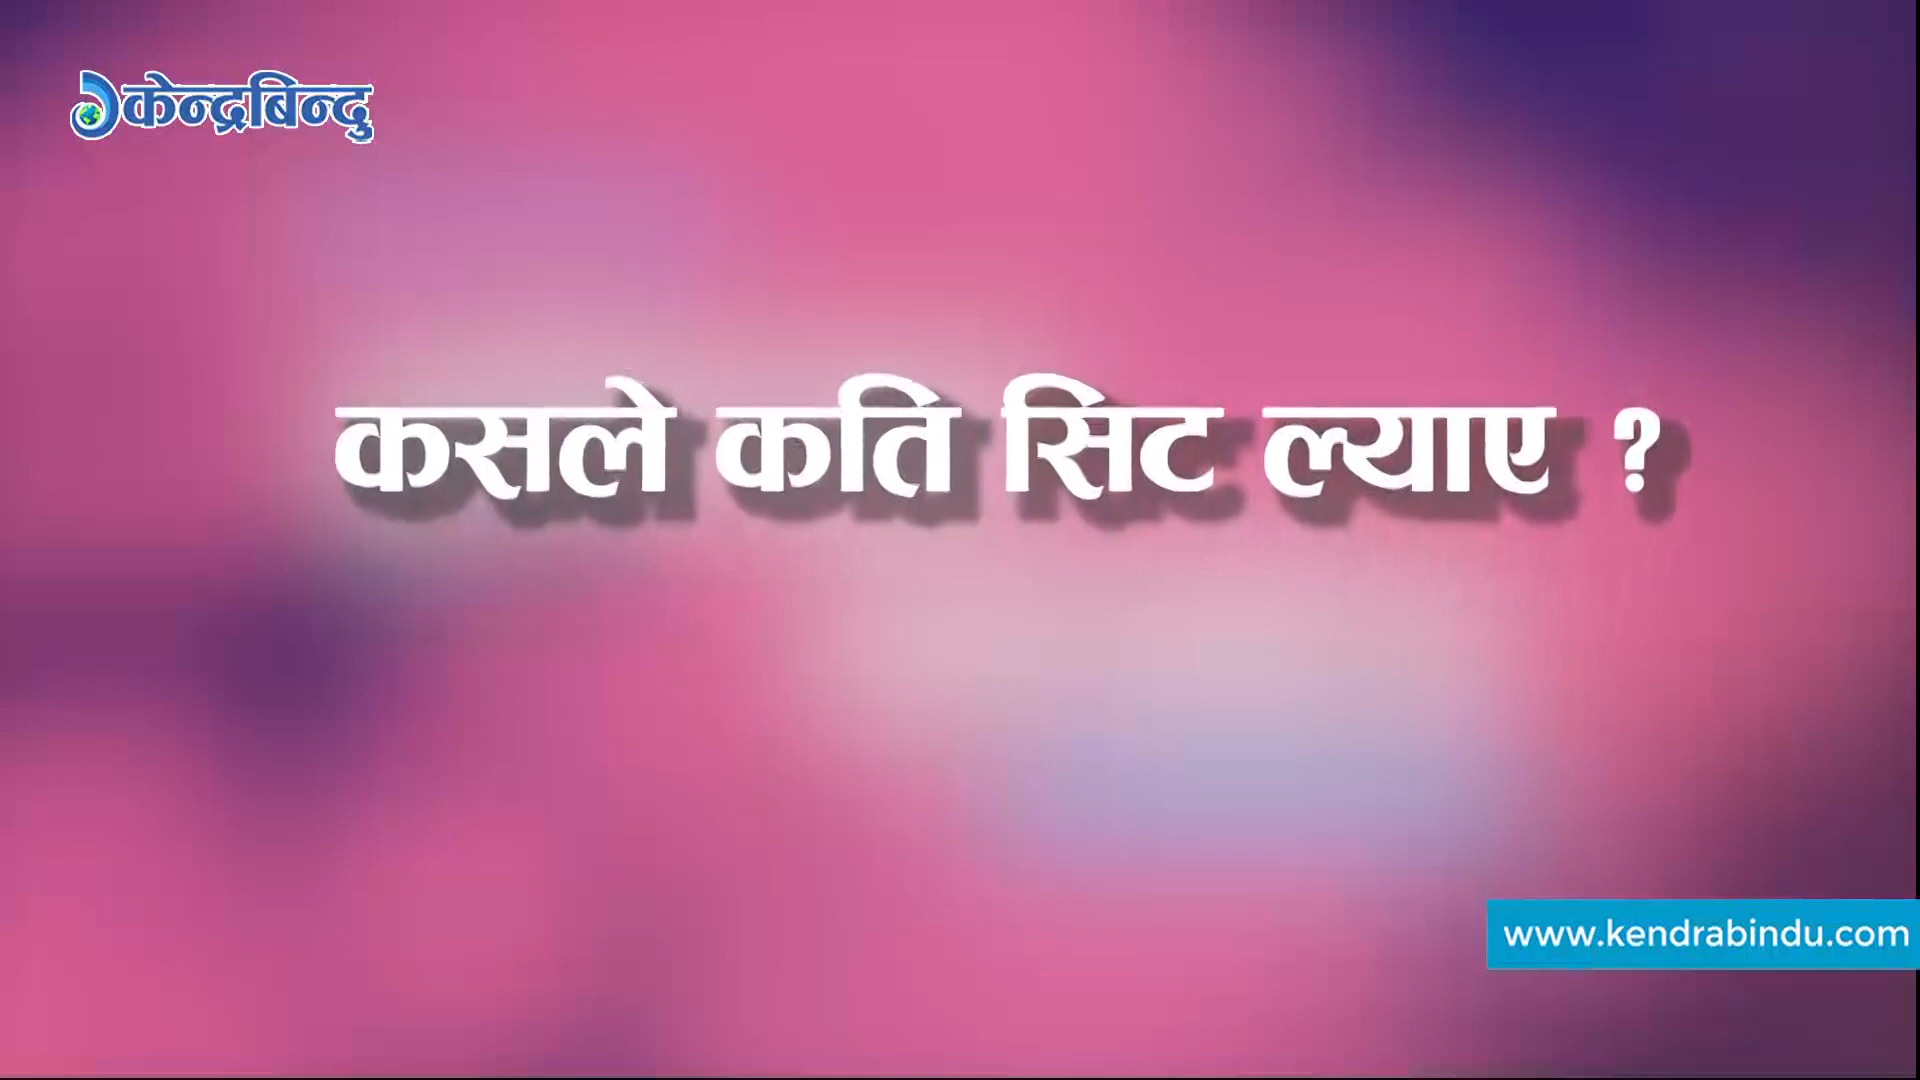 केन्द्रबिन्दु
कसले कति सिट ल्याए ?
www.kendrabindu.com